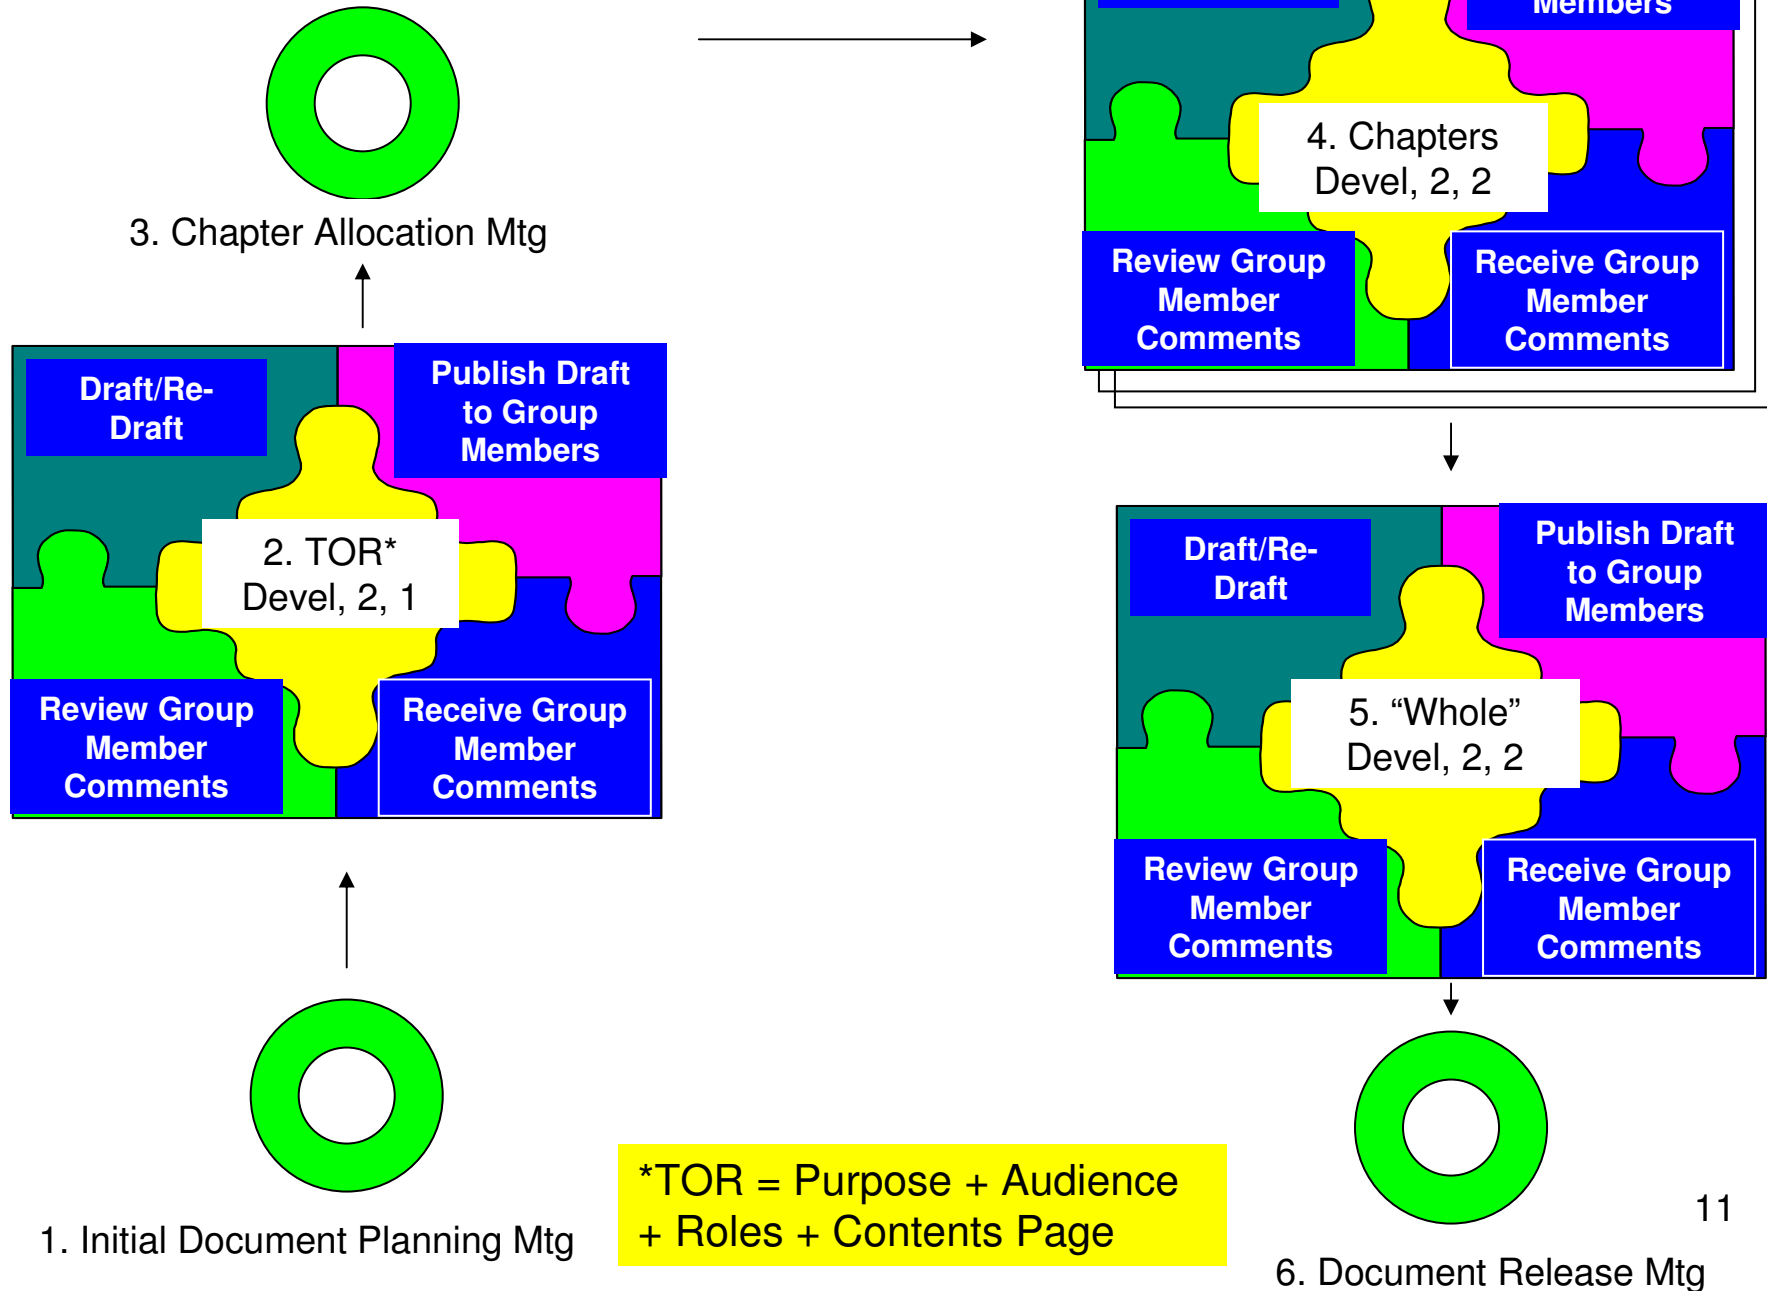 Members
4. Chapters
Devel, 2, 2
3. Chapter Allocation Mtg
Review Group
Member
Comments
Receive Group
Member
Comments
Draft/Re-
Draft
Publish Draft
to Group
Members
2. TOR*
Devel, 2, 1
Review Group
Member
Comments
Receive Group
Member
Comments
Draft/Re-
Draft
Publish Draft
to Group
Members
5. “Whole”
Devel, 2, 2
Review Group
Member
Comments
Receive Group
Member
Comments
1. Initial Document Planning Mtg
*TOR = Purpose + Audience
+ Roles + Contents Page
11
6. Document Release Mtg